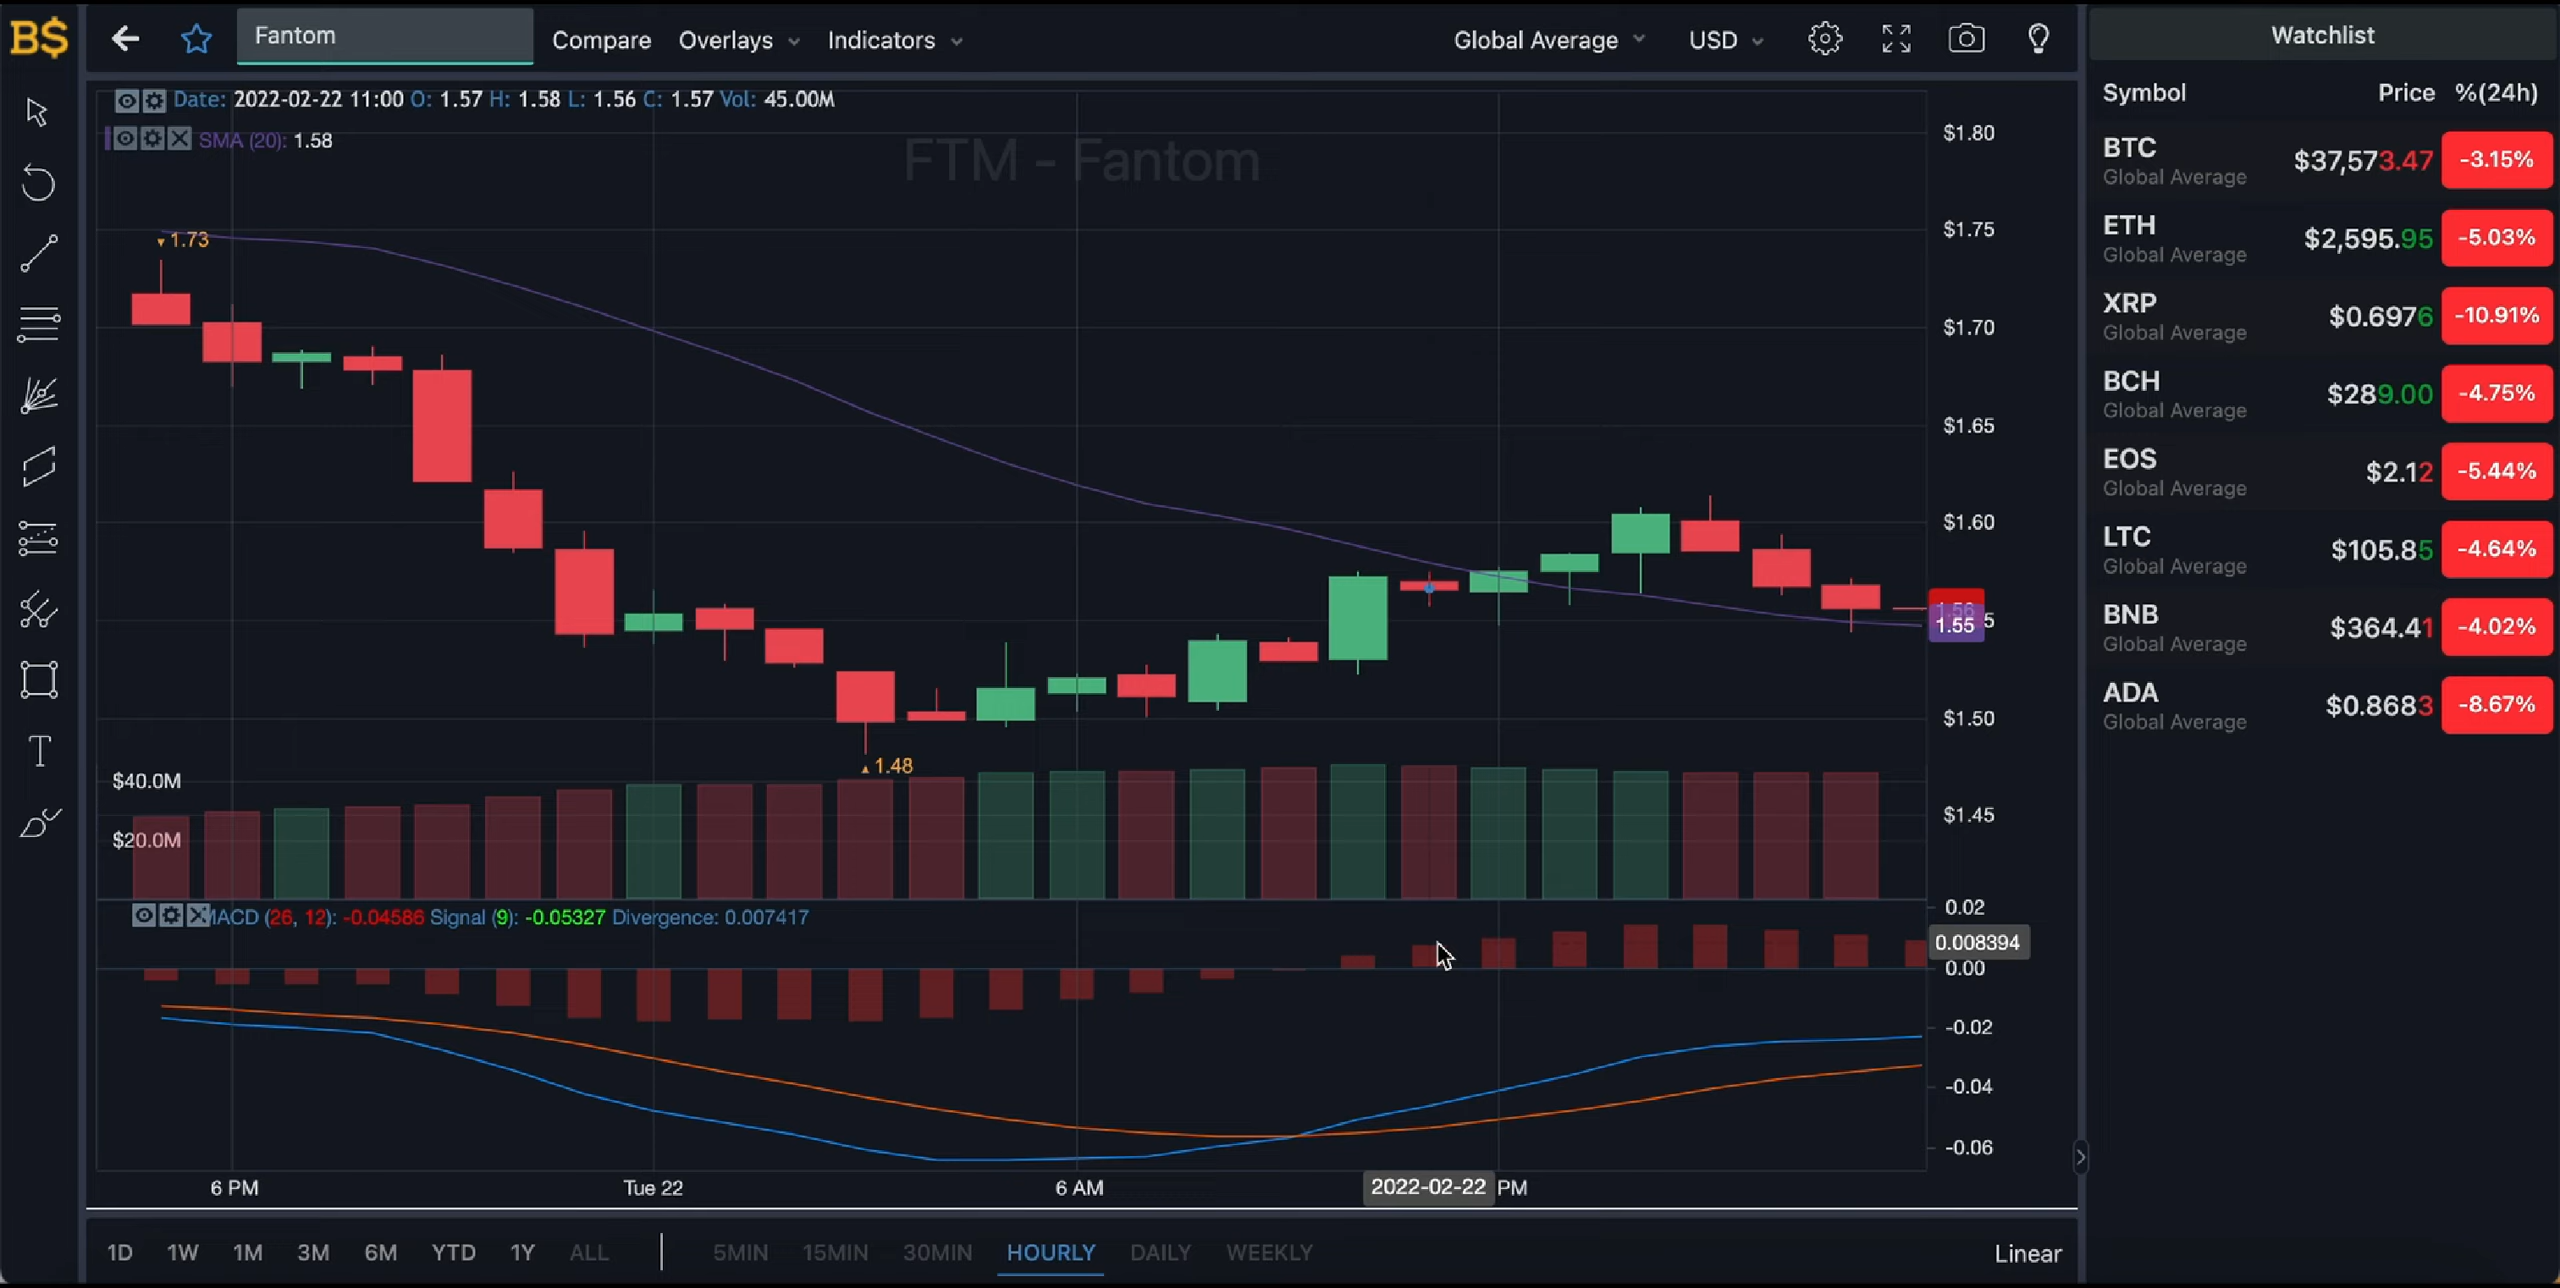 B$
Fantom
Compare Overlays Indicators
Global Average USD
Watchlist
Date: 2022-02-22 11:00 O: 1.57 H: 1.58 L: 1.56 C: 1.57 Vol: 45.00M
SMA (20): 1.58
FTM - Fantom
1.73
1.48
$1.80
$1.75
$1.70
$1.65
$1.60
1.56
1.55
$1.50
$1.45
$40.0M
$20.0M
MACD (26, 12): -0.04586 Signal (9): -0.05327 Divergence: 0.007417
0.02
0.008394
0.00
-0.02
-0.04
-0.06
6 PM
Tue 22
6 AM
2022-02-22 PM
1D 1W 1M 3M 6M YTD 1Y ALL
5MIN 15MIN 30MIN HOURLY DAILY WEEKLY
Linear
Symbol Price %(24h)
BTC $37,573.47 -3.15%
Global Average
ETH $2,595.95 -5.03%
Global Average
XRP $0.6976 -10.91%
Global Average
BCH $289.00 -4.75%
Global Average
EOS $2.12 -5.44%
Global Average
LTC $105.85 -4.64%
Global Average
BNB $364.41 -4.02%
Global Average
ADA $0.8683 -8.67%
Global Average